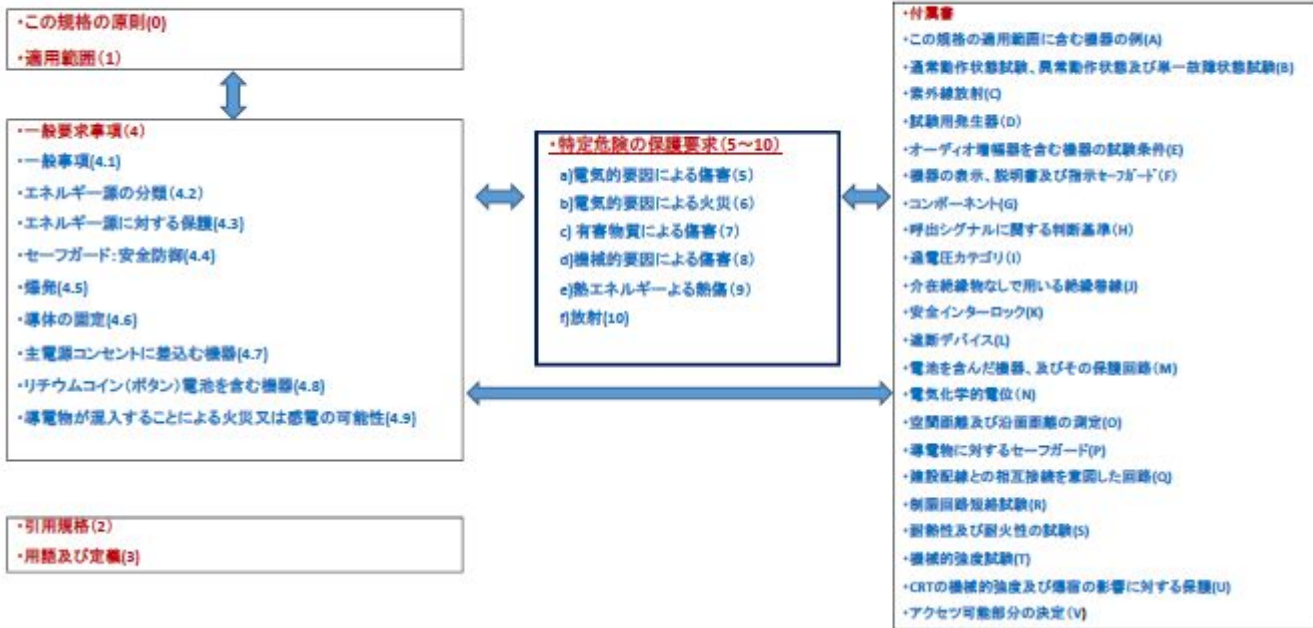 ・この規格の原則(0)
・適用範囲(1)
・一般要求事項(4)
・一般事項(4.1)
・エネルギー源の分類(4.2)
・エネルギー源に対する保護(4.3)
・セーフガード:安全防御(4.4)
・爆発(4.5)
・導体の固定(4.6)
・主電源コンセントに差込む機器(4.7)
・リチウムコイン(ボタン)電池を含む機器(4.8)
・導電物が混入することによる火災又は感電の可能性(4.9)
・引用規格(2)
・用語及び定義(3)
・特定危険の保護要求(5～10)
a)電気的要因による傷害(5)
b)電気的要因による火災(6)
c) 有害物質による傷害(7)
d)機械的要因による傷害(8)
e)熱エネルギーよる熱傷(9)
f)放射(10)
・付属書
・この規格の適用範囲に含む機器の例(A)
・通常動作状態試験、異常動作状態及び単一故障状態試験(B)
・紫外線放射(C)
・試験用発生器(D)
・オーディオ増幅器を含む機器の試験条件(E)
・機器の表示、説明書及び指示セーフガード(F)
・コンポーネント(G)
・呼出シグナルに関する判断基準(H)
・過電圧カテゴリ(I)
・介在絶縁物なしで用いる絶縁巻線(J)
・安全インターロック(K)
・遮断デバイス(L)
・電池を含んだ機器、及びその保護回路(M)
・電気化学的電位(N)
・空間距離及び沿面距離の測定(O)
・導電物に対するセーフガード(P)
・建設配線との相互接続を意図した回路(Q)
・制限回路短絡試験(R)
・耐熱性及び耐火性の試験(S)
・機械的強度試験(T)
・CRTの機械的強度及び爆宿の影響に対する保護(U)
・アクセツ可能部分の決定(V)